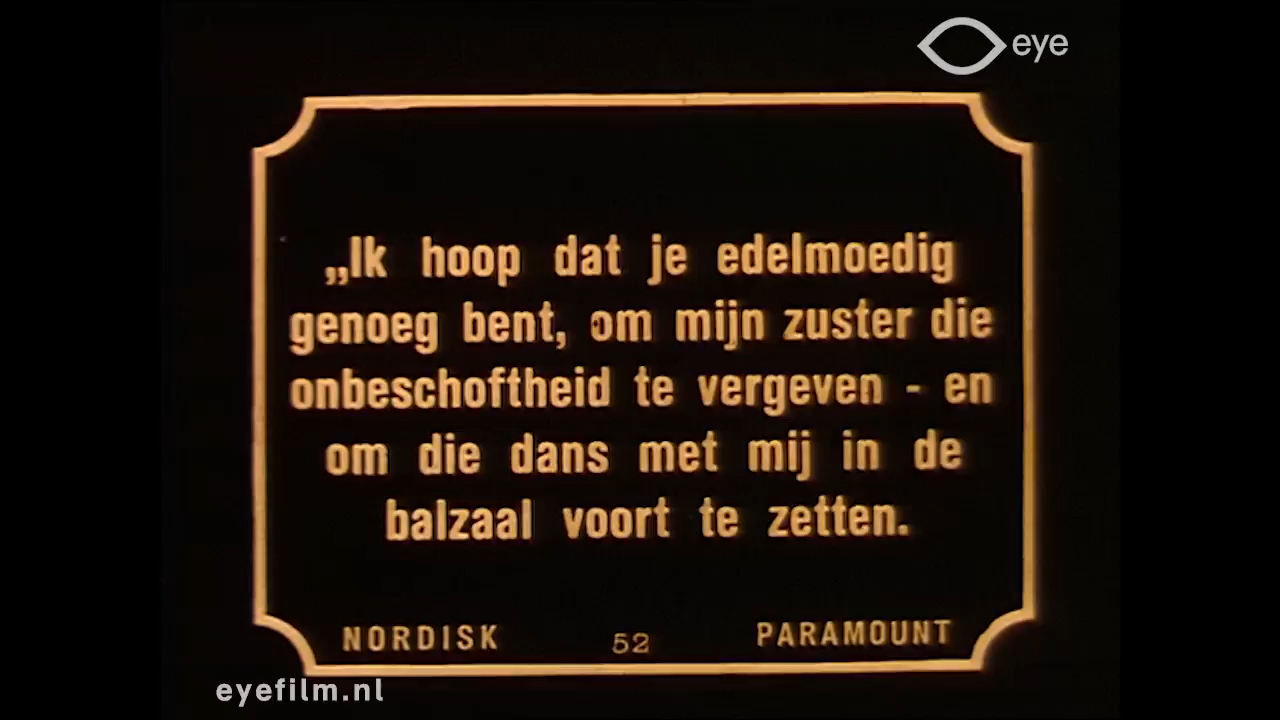 eye
„Ik hoop dat je edelmoedig
genoeg bent, om mijn zuster die
onbeschoftheid te vergeven - en
om die dans met mij in de
balzaal voort te zetten.
NORDISK 52 PARAMOUNT
eyefilm.nl